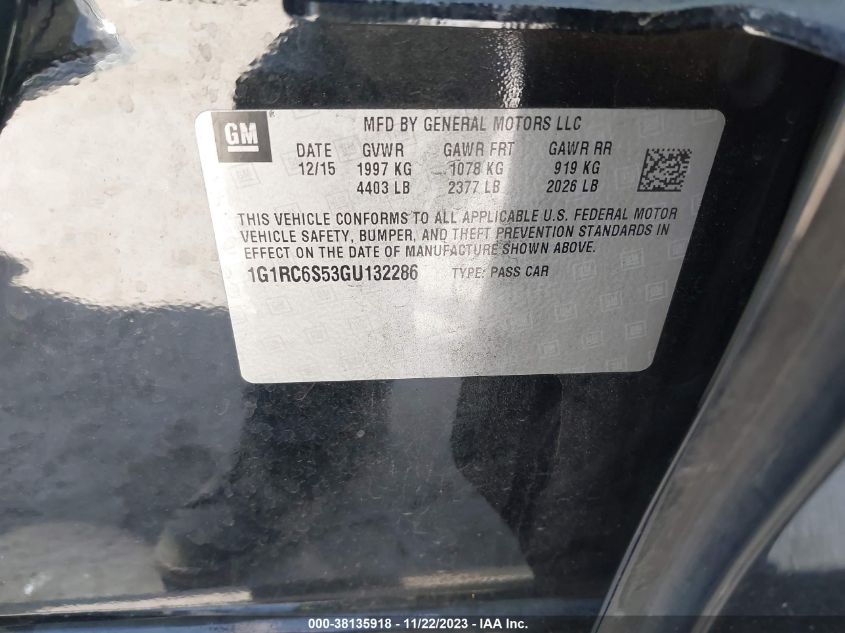 GM
MFD BY GENERAL MOTORS LLC
DATE GVWR GAWR FRT GAWR RR
12/15 1997 KG 1078 KG 919 KG
4403 LB 2377 LB 2026 LB
THIS VEHICLE CONFORMS TO ALL APPLICABLE U.S. FEDERAL MOTOR
VEHICLE SAFETY, BUMPER, AND THEFT PREVENTION STANDARDS IN
EFFECT ON THE DATE OF MANUFACTURE SHOWN ABOVE.
1G1RC6S53GU132286 TYPE: PASS CAR
000-38135918 - 11/22/2023 - IAA Inc.